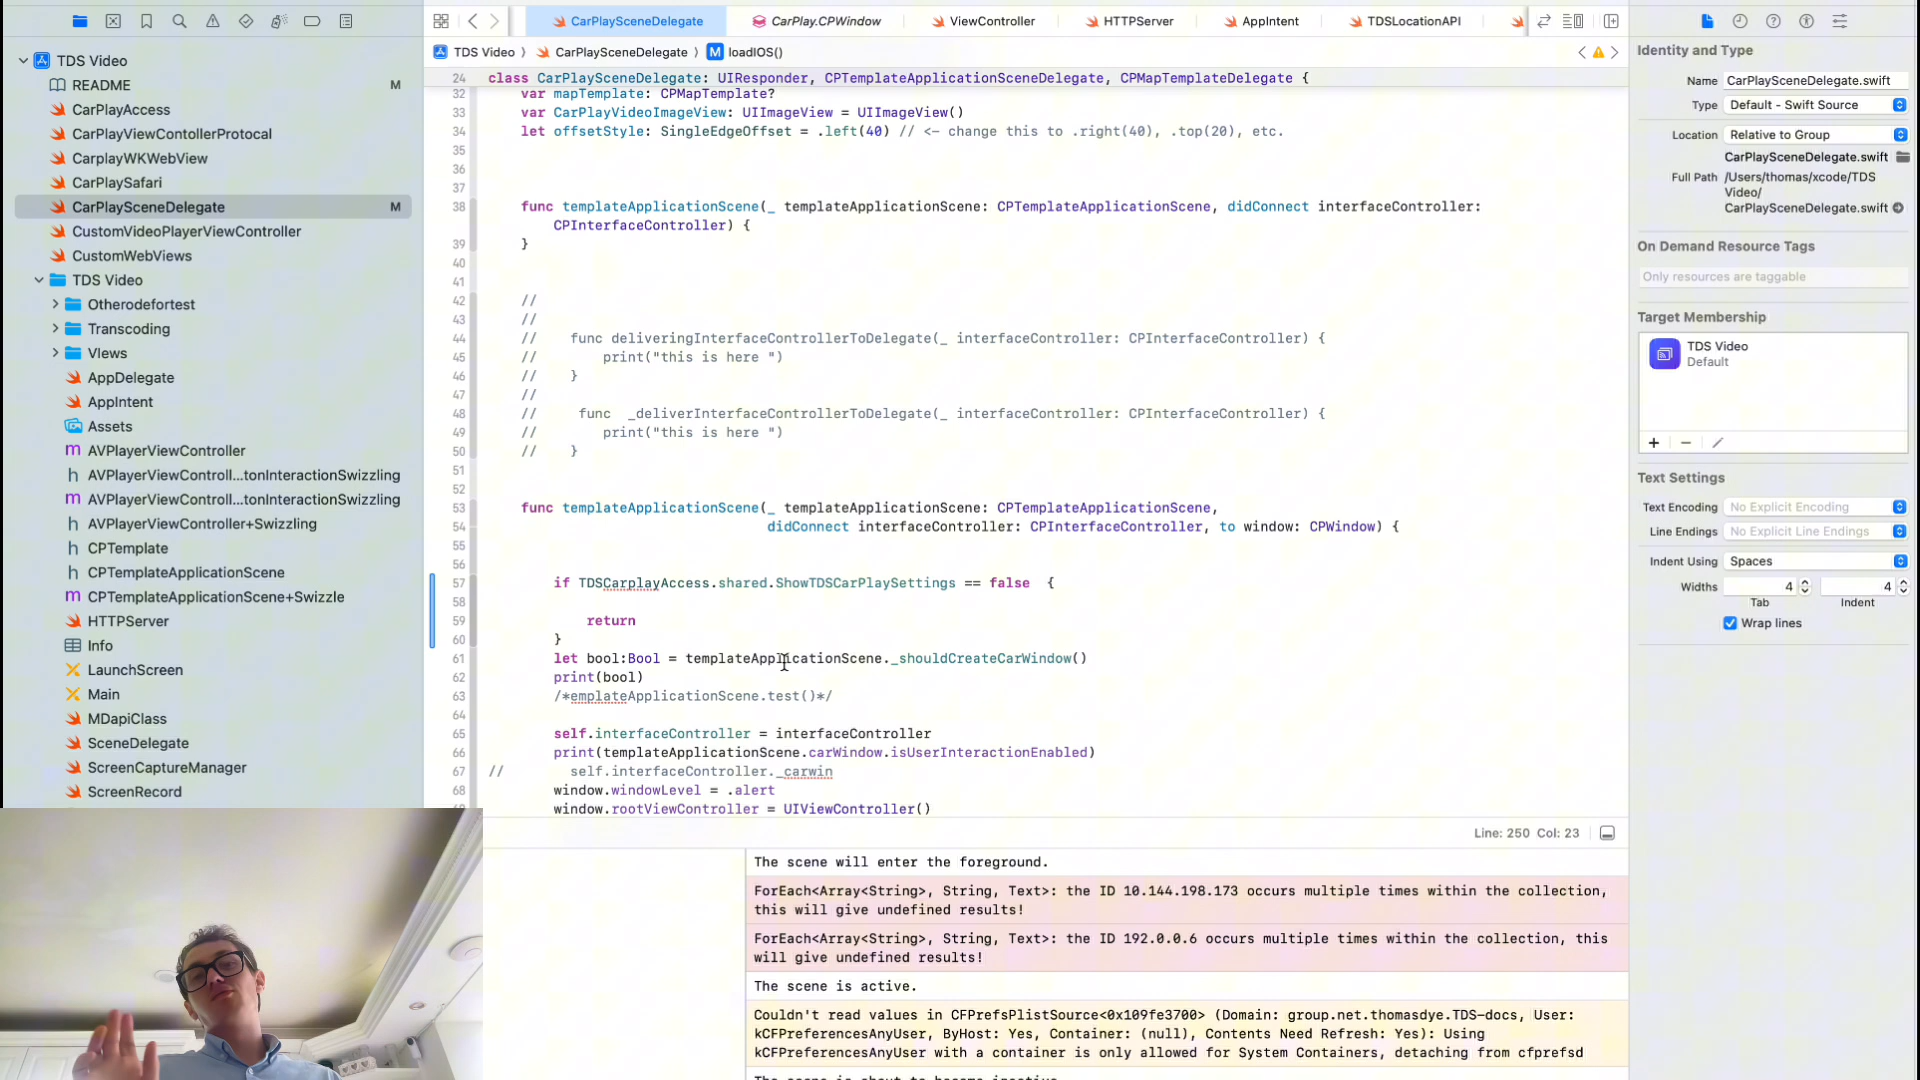 CarPlaySceneDelegate
CarPlay.CPWindow
ViewController
HTTPServer
AppIntent
TDSLocationAPI
TDS Video
CarPlaySceneDelegate
M loadIOS()
TDS Video
README M
CarPlayAccess
CarPlayViewContollerProtocal
CarplayWKWebView
CarPlaySafari
CarPlaySceneDelegate M
CustomVideoPlayerViewController
CustomWebViews
TDS Video
Otherodefortest
Transcoding
Views
AppDelegate
AppIntent
Assets
m AVPlayerViewController
h AVPlayerViewControll...tonInteractionSwizzling
m AVPlayerViewControll...tonInteractionSwizzling
h AVPlayerViewController+Swizzling
h CPTemplate
h CPTemplateApplicationScene
m CPTemplateApplicationScene+Swizzle
HTTPServer
Info
LaunchScreen
Main
MDapiClass
SceneDelegate
ScreenCaptureManager
ScreenRecord
24 class CarPlaySceneDelegate: UIResponder, CPTemplateApplicationSceneDelegate, CPMapTemplateDelegate {
32 var mapTemplate: CPMapTemplate?
33 var CarPlayVideoImageView: UIImageView = UIImageView()
34 let offsetStyle: SingleEdgeOffset = .left(40) // <- change this to .right(40), .top(20), etc.
35
36
37
38 func templateApplicationScene(_ templateApplicationScene: CPTemplateApplicationScene, didConnect interfaceController:
CPInterfaceController) {
39 }
40
41
42 //
43 //
44 // func deliveringInterfaceControllerToDelegate(_ interfaceController: CPInterfaceController) {
45 // print("this is here ")
46 // }
47 //
48 // func _deliverInterfaceControllerToDelegate(_ interfaceController: CPInterfaceController) {
49 // print("this is here ")
50 // }
51
52
53 func templateApplicationScene(_ templateApplicationScene: CPTemplateApplicationScene,
54 didConnect interfaceController: CPInterfaceController, to window: CPWindow) {
55
56
57 if TDSCarplayAccess.shared.ShowTDSCarPlaySettings == false {
58
59 return
60 }
61 let bool:Bool = templateApplicationScene._shouldCreateCarWindow()
62 print(bool)
63 /*emplateApplicationScene.test()*/
64
65 self.interfaceController = interfaceController
66 print(templateApplicationScene.carWindow.isUserInteractionEnabled)
67 // self.interfaceController._carwin
68 window.windowLevel = .alert
window.rootViewController = UIViewController()
Line: 250 Col: 23
The scene will enter the foreground.
ForEach<Array<String>, String, Text>: the ID 10.144.198.173 occurs multiple times within the collection,
this will give undefined results!
ForEach<Array<String>, String, Text>: the ID 192.0.0.6 occurs multiple times within the collection, this
will give undefined results!
The scene is active.
Couldn't read values in CFPrefsPlistSource<0x109fe3700> (Domain: group.net.thomasdye.TDS-docs, User:
kCFPreferencesAnyUser, ByHost: Yes, Container: (null), Contents Need Refresh: Yes): Using
kCFPreferencesAnyUser with a container is only allowed for System Containers, detaching from cfprefsd
The scene is about to become inactive.
Identity and Type
Name CarPlaySceneDelegate.swift
Type Default - Swift Source
Location Relative to Group
CarPlaySceneDelegate.swift
Full Path /Users/thomas/xcode/TDS
Video/
CarPlaySceneDelegate.swift
On Demand Resource Tags
Only resources are taggable
Target Membership
TDS Video
Default
Text Settings
Text Encoding No Explicit Encoding
Line Endings No Explicit Line Endings
Indent Using Spaces
Widths 4 4
Tab Indent
Wrap lines